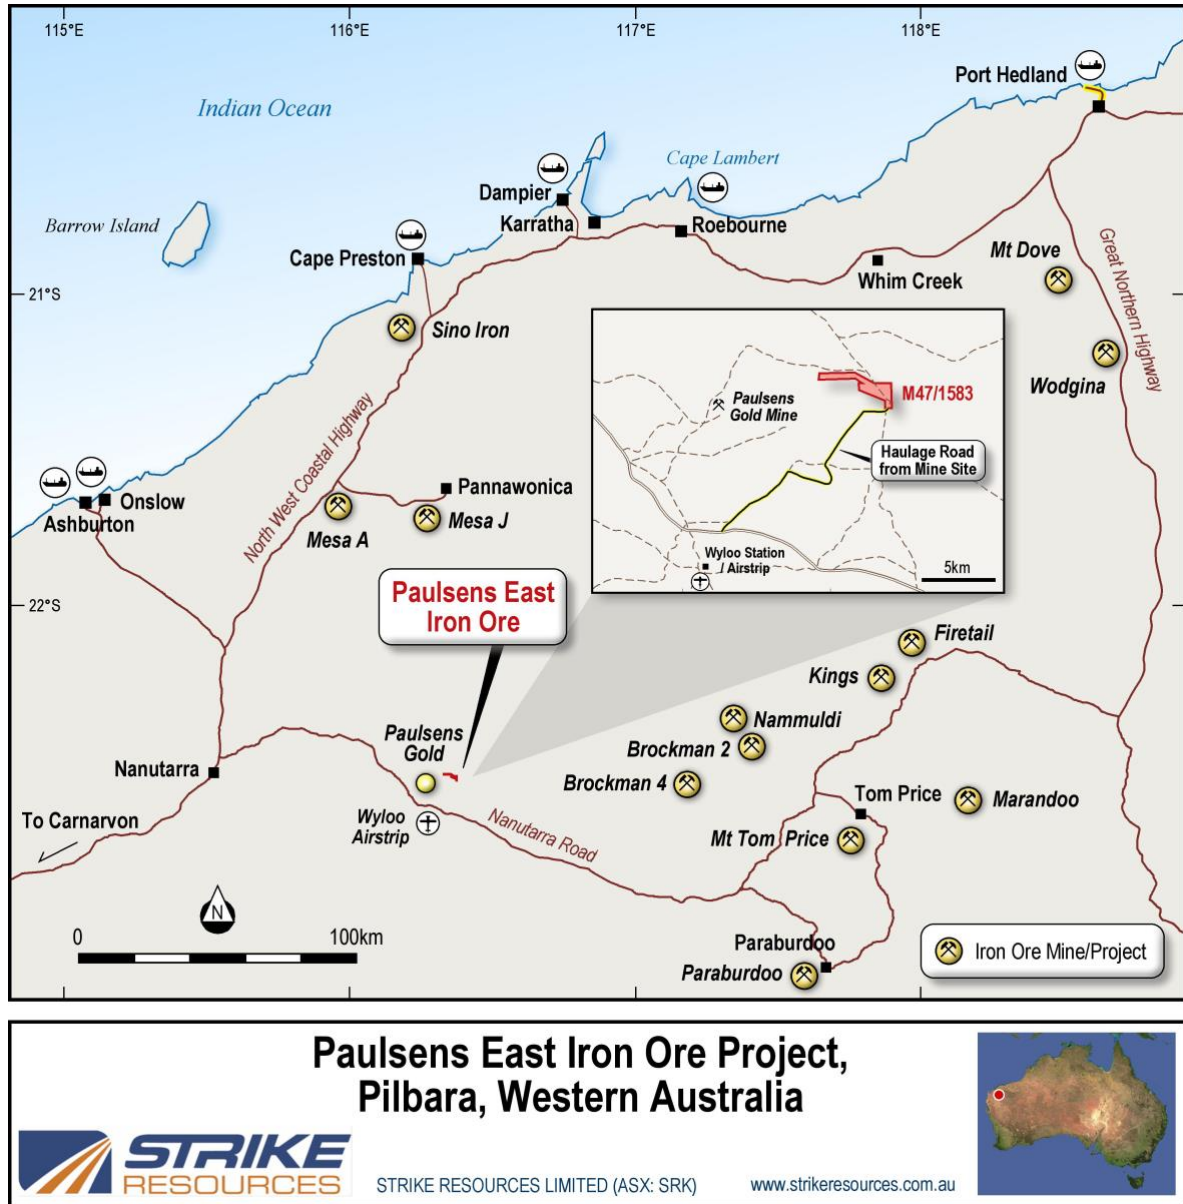 115°E
116°E
117°E
118°E
Port Hedland
Indian Ocean
Cape Lambert
Dampier
Barrow Island
Karratha
Roebourne
Cape Preston
Mt Dove
Great Northern Highway
Whim Creek
21°S
Sino Iron
Wodgina
M47/1583
Paulsens
Gold Mine
Haulage Road
from Mine Site
North West Coastal Highway
Pannawonica
Onslow
Ashburton
Mesa A
Mesa J
Wyloo Station
/ Airstrip
5km
Paulsens East
Iron Ore
22°S
Firetail
Kings
Nammuldi
Paulsens
Gold
Brockman 2
Nanutarra
Brockman 4
Tom Price
Marandoo
To Carnarvon
Wyloo
Airstrip
Nanutarra Road
Mt Tom Price
N
0
100km
Paraburdoo
Paraburdoo
Iron Ore Mine/Project
Paulsens East Iron Ore Project,
Pilbara, Western Australia
STRIKE
RESOURCES
STRIKE RESOURCES LIMITED (ASX: SRK)
www.strikeresources.com.au